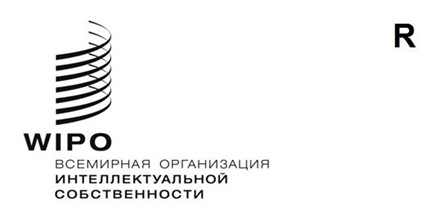 R
WIPO
ВСЕМИРНАЯ ОРГАНИЗАЦИЯ
ИНТЕЛЛЕКТУАЛЬНОЙ
СОБСТВЕННОСТИ